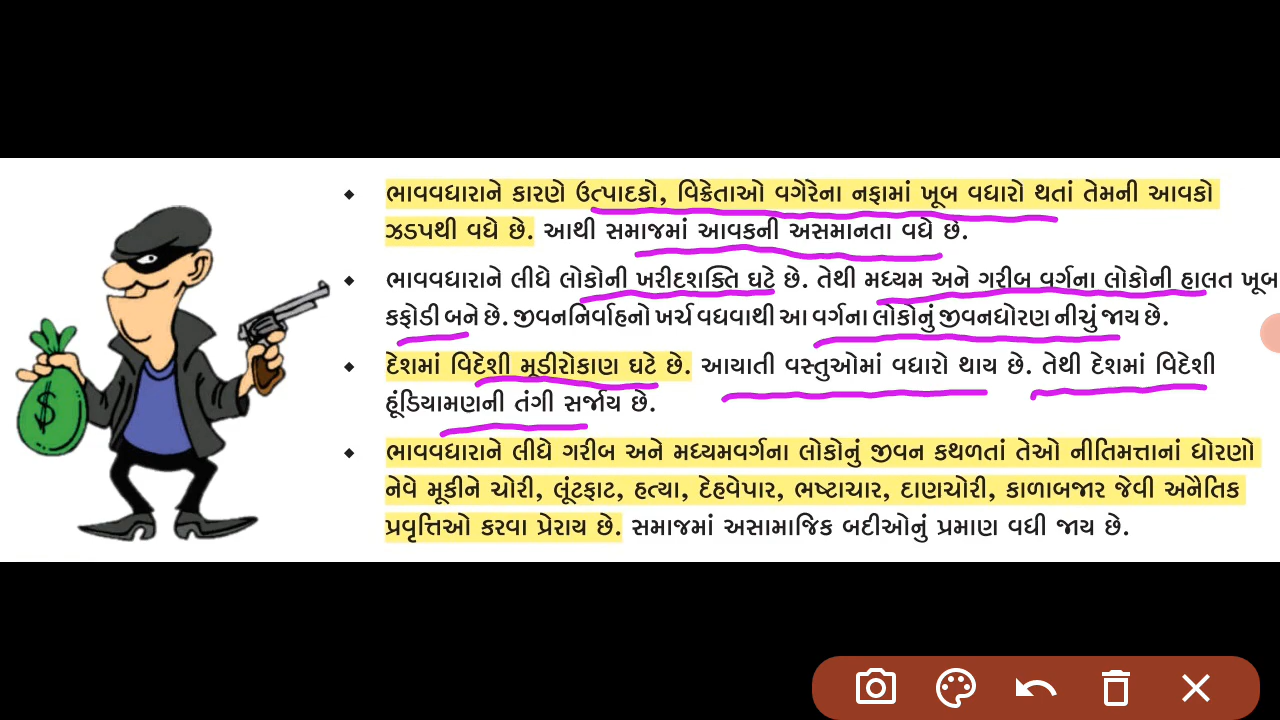 ભાવવધારાને કારણે ઉત્પાદકો, વિક્રેતાઓ વગેરેના નફામાં ખૂબ વધારો થતાં તેમની આવકો
ઝડપથી વધે છે. આથી સમાજમાં આવકની અસમાનતા વધે છે.
ભાવવધારાને લીધે લોકોની ખરીદશક્તિ ઘટે છે. તેથી મધ્યમ અને ગરીબ વર્ગના લોકોની હાલત ખૂબ
કફોડી બને છે. જીવનનિર્વાહનો ખર્ચ વધવાથી આ વર્ગના લોકોનું જીવનધોરણ નીચું જાય છે.
દેશમાં વિદેશી મૂડીરોકાણ ઘટે છે. આયાતી વસ્તુઓમાં વધારો થાય છે. તેથી દેશમાં વિદેશી
હૂંડિયામણની તંગી સર્જાય છે.
ભાવવધારાને લીધે ગરીબ અને મધ્યમવર્ગના લોકોનું જીવન કથળતાં તેઓ નીતિમત્તાનાં ધોરણો
નેવે મૂકીને ચોરી, લૂંટફાટ, હત્યા, દેહવેપાર, ભષ્ટાચાર, દાણચોરી, કાળાબજાર જેવી અનૈતિક
પ્રવૃત્તિઓ કરવા પ્રેરાય છે. સમાજમાં અસામાજિક બદીઓનું પ્રમાણ વધી જાય છે.
$